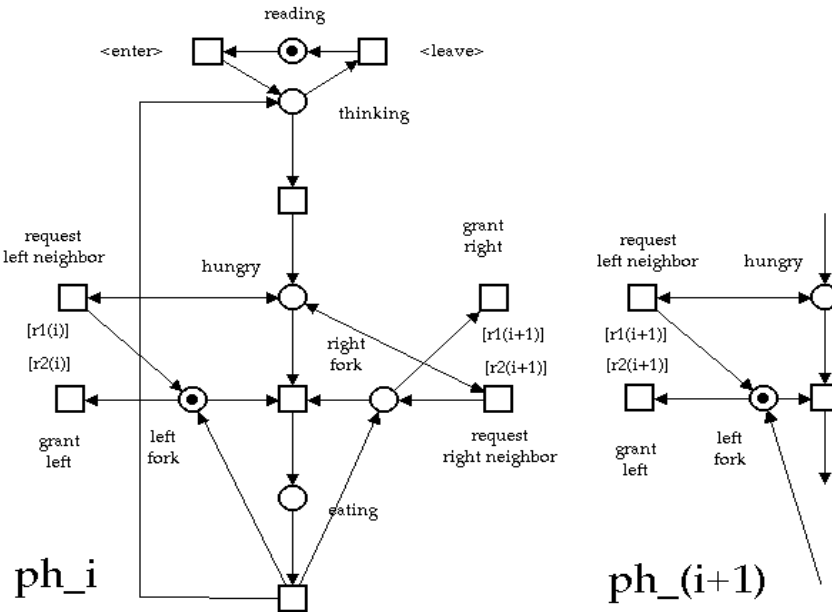 reading
<enter>
<leave>
thinking
request
left neighbor
hungry
grant
right
[r1(i)]
[r2(i)]
right
fork
[r1(i+1)]
[r2(i+1)]
grant
left
left
fork
request
right neighbor
eating
ph_i
request
left neighbor
hungry
[r1(i+1)]
[r2(i+1)]
grant
left
left
fork
ph_(i+1)